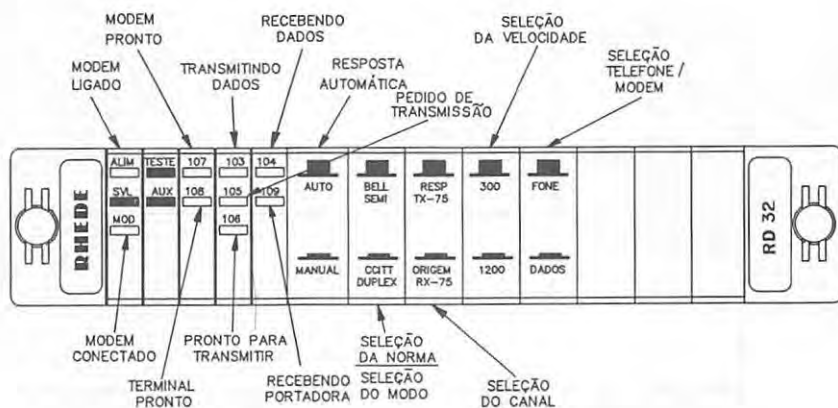 MODEM
PRONTO
RECEBENDO
DADOS
SELEÇÃO
DA VELOCIDADE
MODEM
LIGADO
TRANSMITINDO
DADOS
RESPOSTA
AUTOMÁTICA
PEDIDO DE
TRANSMISSÃO
SELEÇÃO
TELEFONE/
MODEM
RHEDE
ALIM
TESTE
107
103
104
SVL
AUX
108
105
109
MOD
106
AUTO
BELL
SEMI
RESP
TX-75
300
FONE
MANUAL
CCITT
DUPLEX
ORIGEM
RX-75
1200
DADOS
RD 32
MODEM
CONECTADO
TERMINAL
PRONTO
PRONTO PARA
TRANSMITIR
RECEBENDO
PORTADORA
SELEÇÃO
DA NORMA
SELEÇÃO
DO MODO
SELEÇÃO
DO CANAL